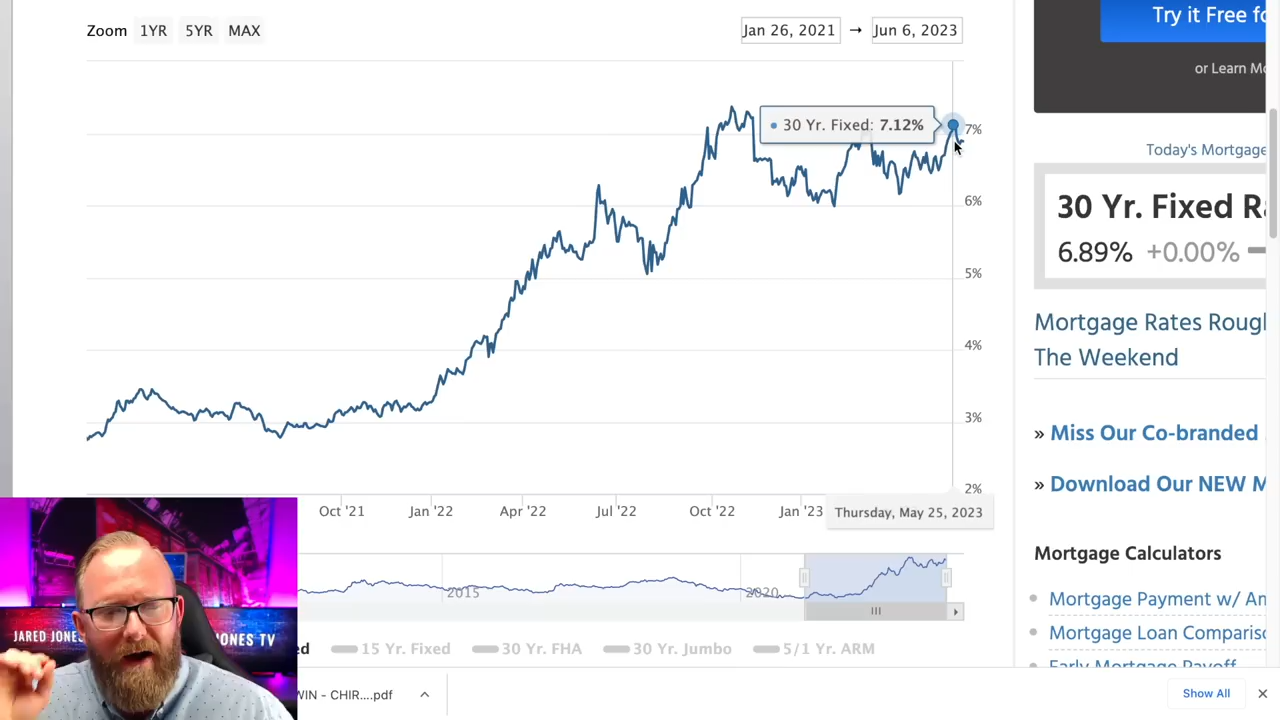 Zoom 1YR 5YR MAX
Jan 26, 2021 → Jun 6, 2023
30 Yr. Fixed: 7.12%
7%
6%
5%
4%
3%
2%
Oct '21 Jan '22 Apr '22 Jul '22 Oct '22 Jan '23
Thursday, May 25, 2023
2015 2020
15 Yr. Fixed 30 Yr. FHA 30 Yr. Jumbo 5/1 Yr. ARM
Try it Free fo
or Learn Mo
Today's Mortgage
30 Yr. Fixed Ra
6.89% +0.00%
Mortgage Rates Rough
The Weekend
» Miss Our Co-branded
» Download Our NEW M
Mortgage Calculators
Mortgage Payment w/ Am
Mortgage Loan Compariso
Early Mortgage Payoff
JARED JONES
JONES TV
WIN - CHIR....pdf
Show All